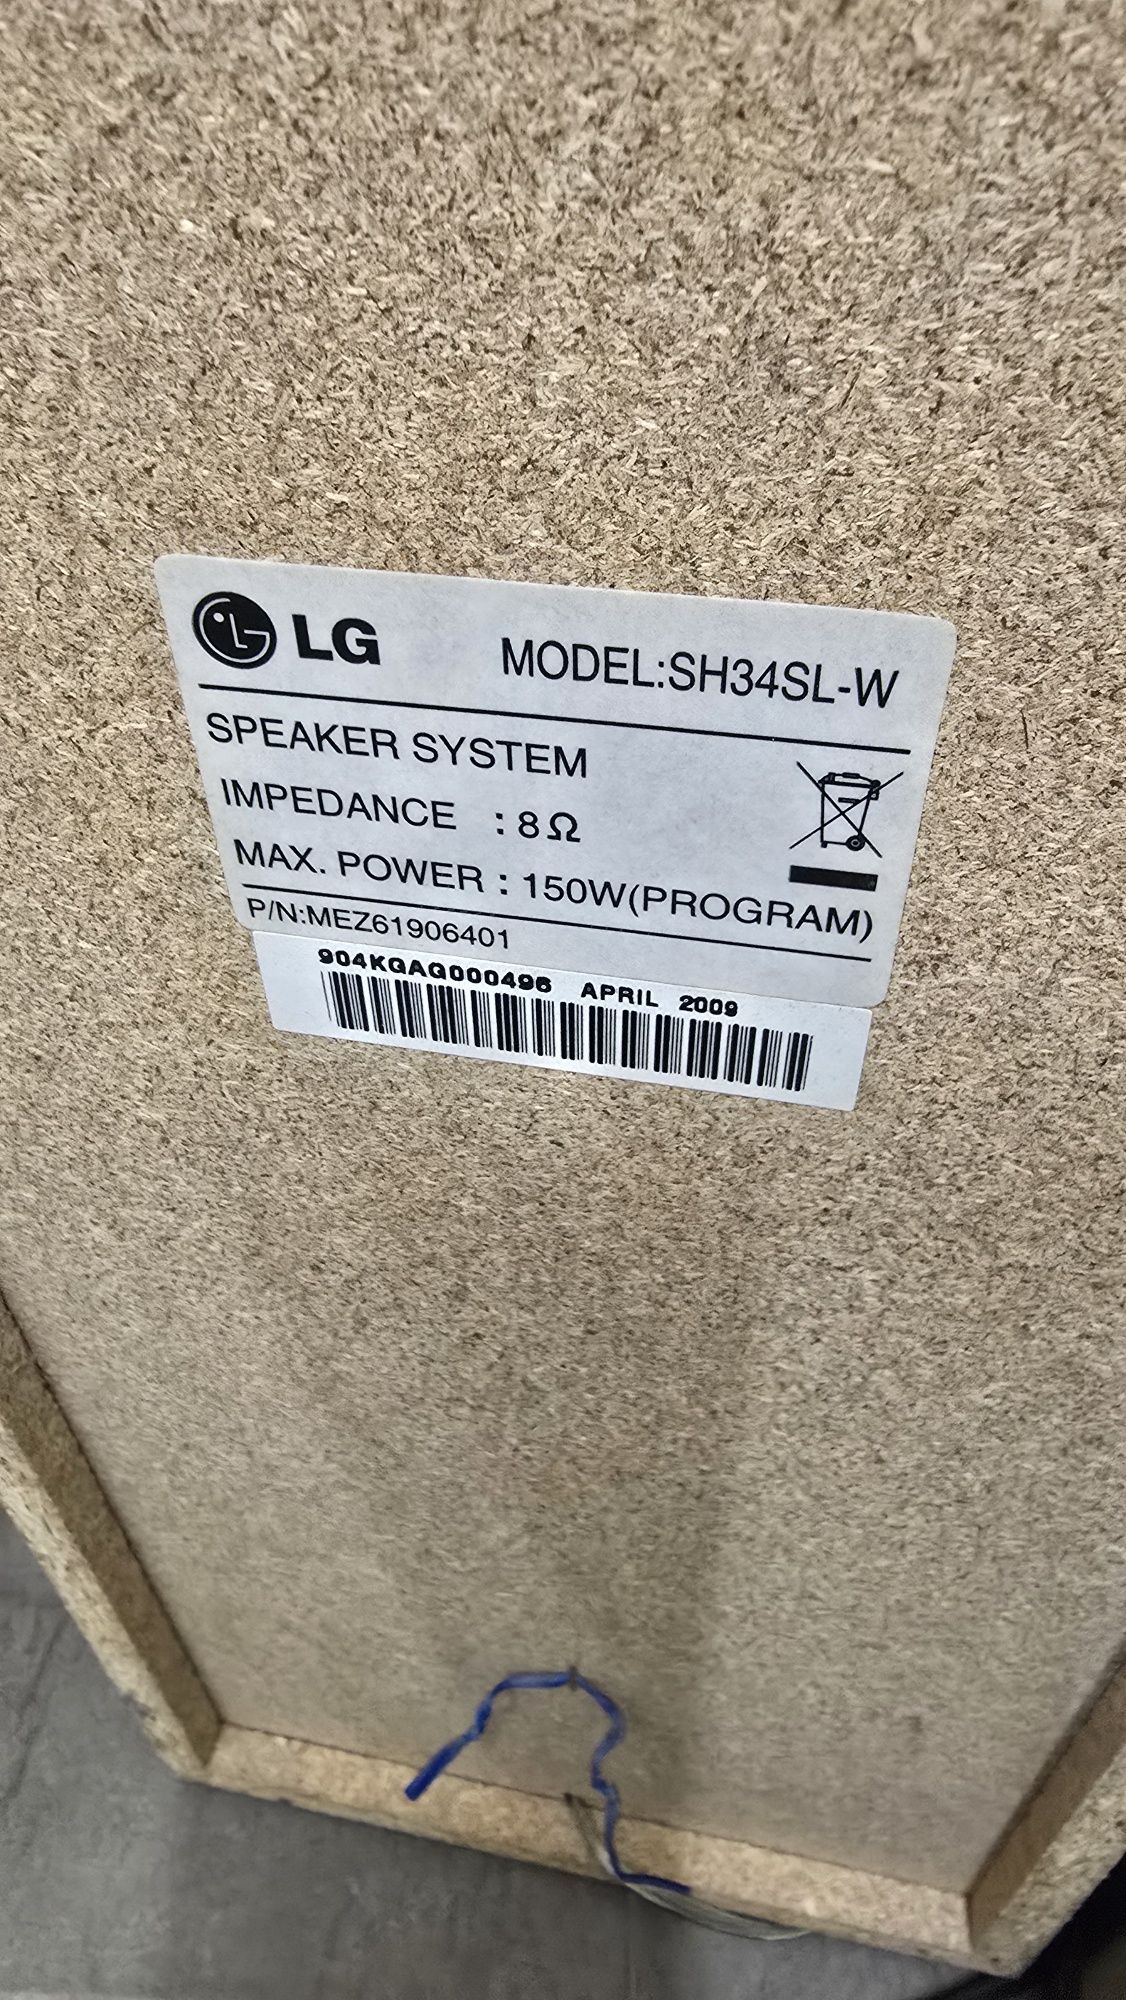 LG
MODEL:SH34SL-W
SPEAKER SYSTEM
IMPEDANCE : 8Ω
MAX. POWER : 150W(PROGRAM)
P/N:MEZ61906401
904KGAG000496 APRIL 2009